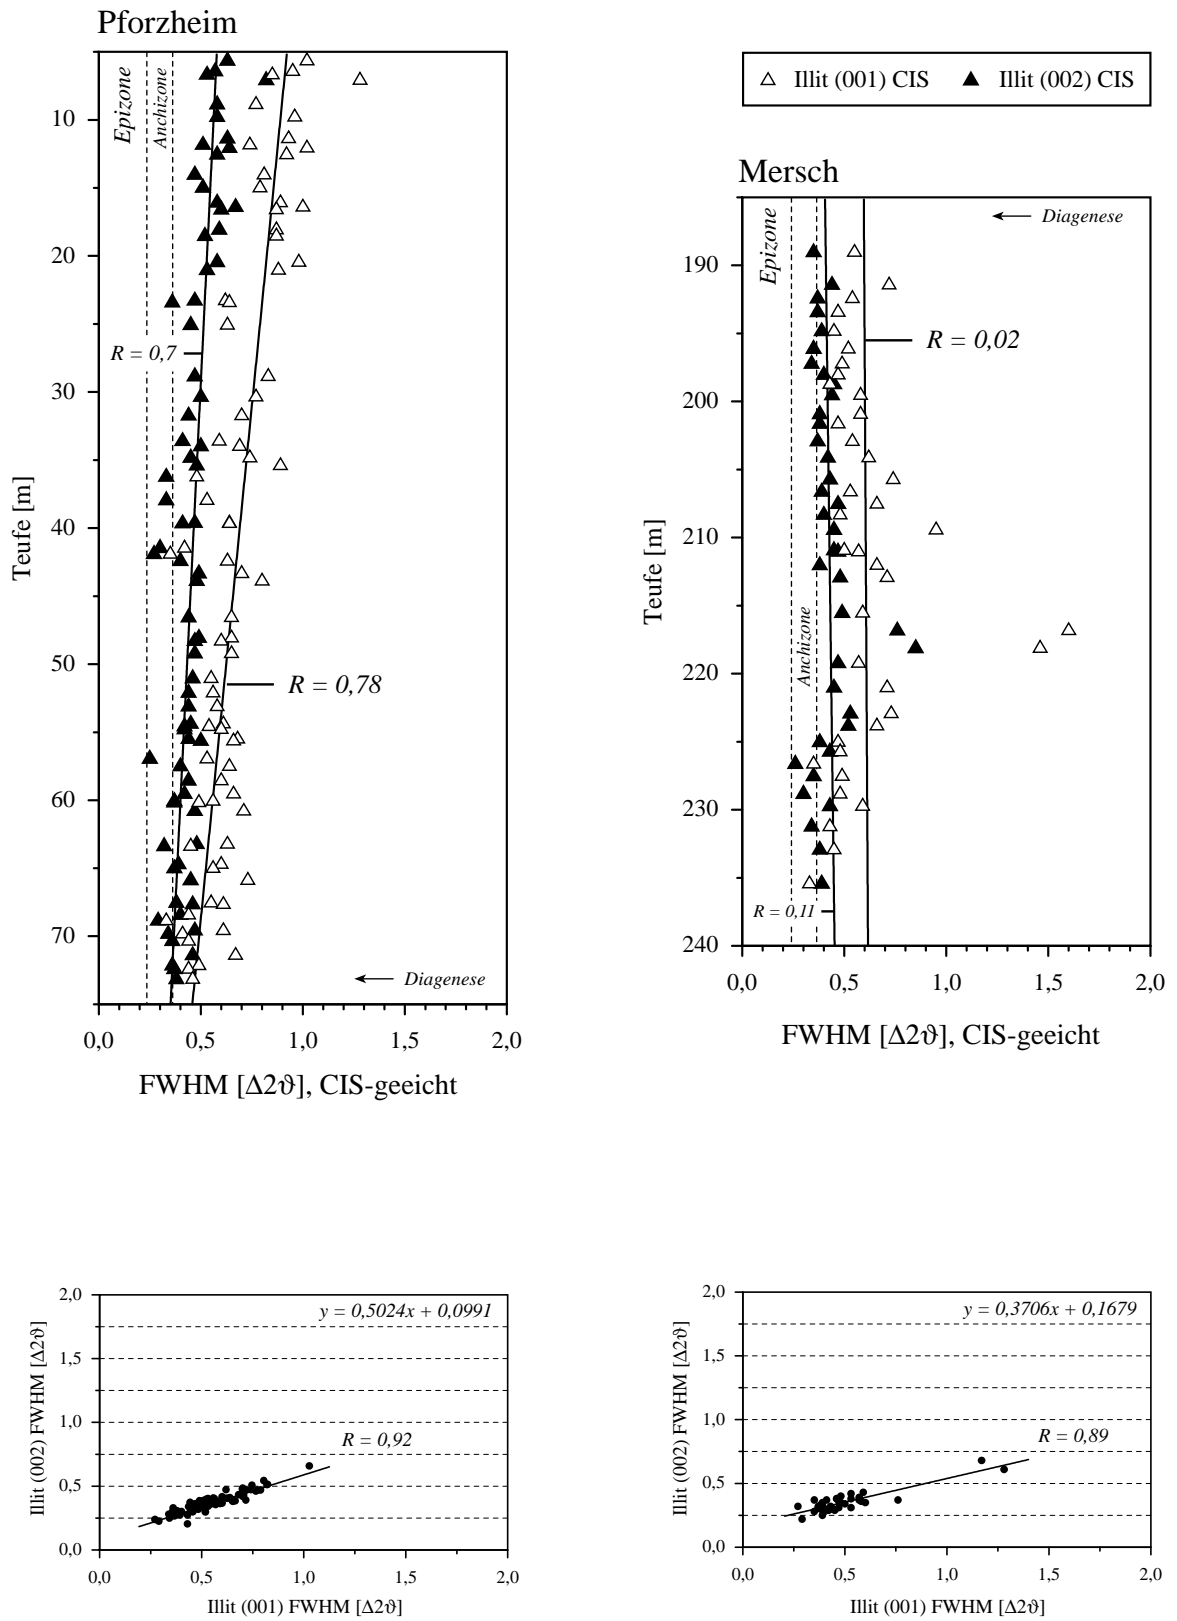 Pforzheim
Epizone
Anchizone
10
20
30
40
50
60
70
R = 0,7
R = 0,78
Diagenese
Teufe [m]
0,0 0,5 1,0 1,5 2,0
FWHM [Δ2ϑ], CIS-geeicht
Illit (001) CIS Illit (002) CIS
Mersch
Epizone
Anchizone
Diagenese
190
200
210
220
230
240
R = 0,02
R = 0,11
Teufe [m]
0,0 0,5 1,0 1,5 2,0
FWHM [Δ2ϑ], CIS-geeicht
2,0
1,5
1,0
0,5
0,0
y = 0,5024x + 0,0991
R = 0,92
Illit (002) FWHM [Δ2ϑ]
0,0 0,5 1,0 1,5 2,0
Illit (001) FWHM [Δ2ϑ]
2,0
1,5
1,0
0,5
0,0
y = 0,3706x + 0,1679
R = 0,89
Illit (002) FWHM [Δ2ϑ]
0,0 0,5 1,0 1,5 2,0
Illit (001) FWHM [Δ2ϑ]